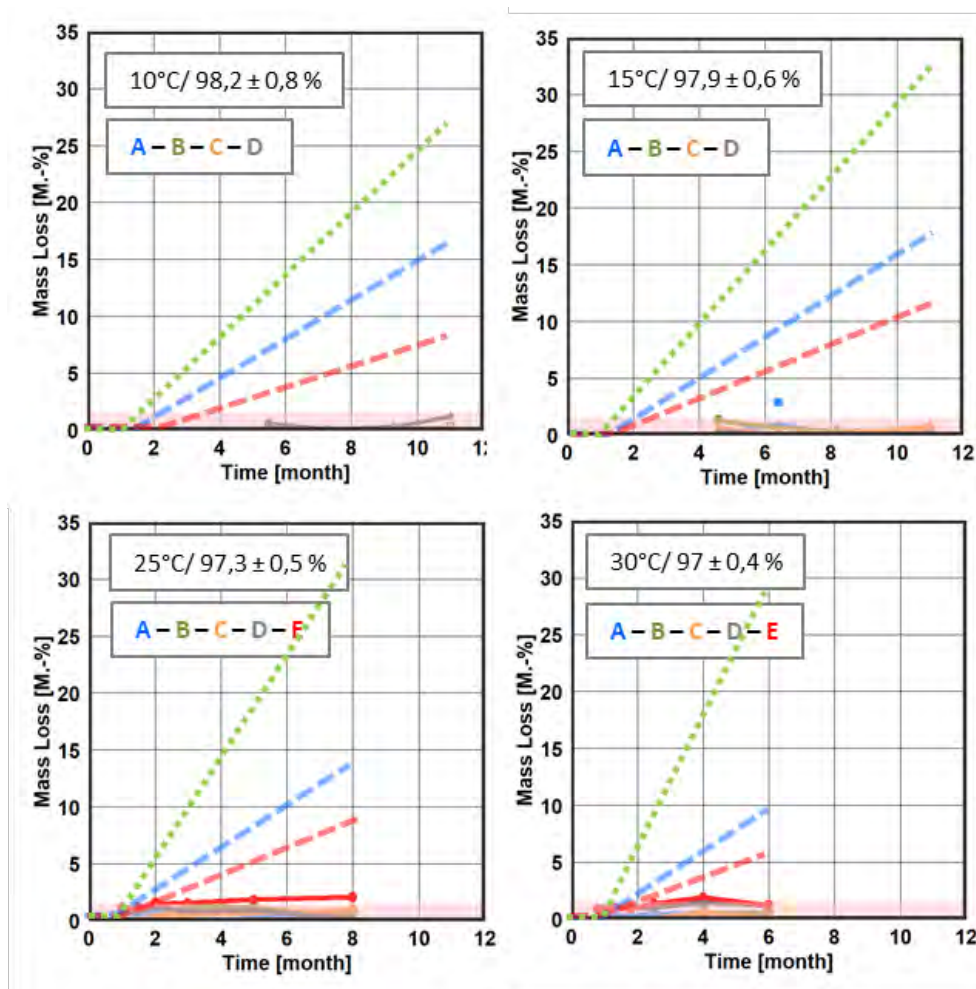 35
30
25
20
15
10
5
0
Mass Loss [M.-%]
10°C/ 98,2 ± 0,8 %
A – B – C – D
0 2 4 6 8 10 1
Time [month]
35
30
25
20
15
10
5
0
Mass Loss [M.-%]
15°C/ 97,9 ± 0,6 %
A – B – C – D
0 2 4 6 8 10 12
Time [month]
35
30
25
20
15
10
5
0
Mass Loss [M.-%]
25°C/ 97,3 ± 0,5 %
A – B – C – D – E
0 2 4 6 8 10 12
Time [month]
35
30
25
20
15
10
5
0
Mass Loss [M.-%]
30°C/ 97 ± 0,4 %
A – B – C – D – E
0 2 4 6 8 10 12
Time [month]